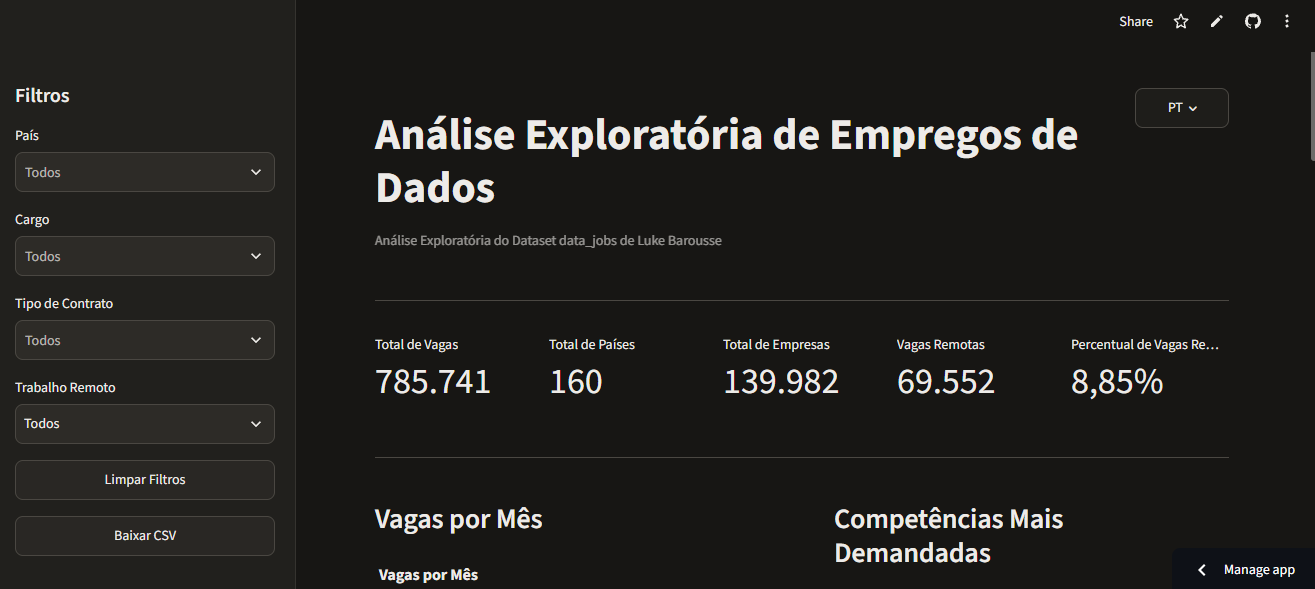 Share
Filtros
País
Todos
Cargo
Todos
Tipo de Contrato
Todos
Trabalho Remoto
Todos
Limpar Filtros
Baixar CSV
PT
Análise Exploratória de Empregos de
Dados
Análise Exploratória do Dataset data_jobs de Luke Barousse
Total de Vagas
785.741
Total de Países
160
Total de Empresas
139.982
Vagas Remotas
69.552
Percentual de Vagas Re...
8,85%
Vagas por Mês
Vagas por Mês
Competências Mais
Demandadas
Manage app